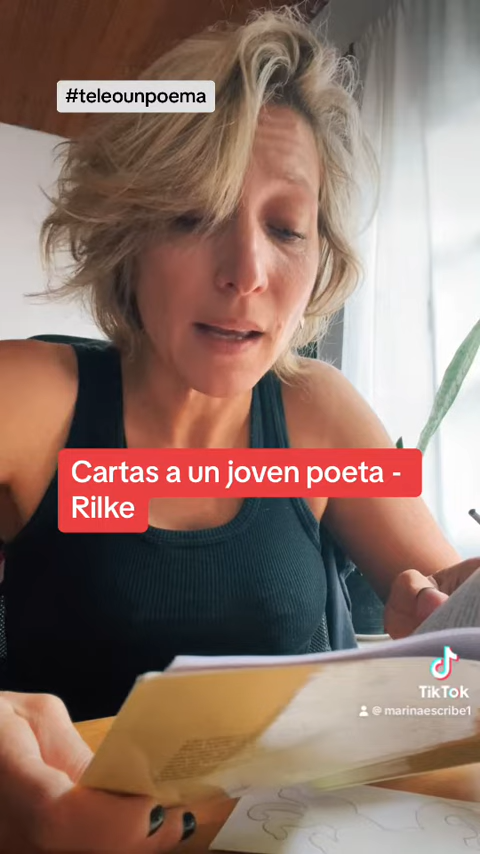 #teleounpoema
Cartas a un joven poeta -
Rilke
TikTok
@marinaescribe1